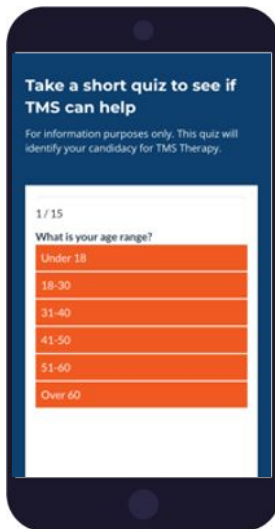 Take a short quiz to see if
TMS can help
For information purposes only. This quiz will
identify your candidacy for TMS Therapy.
1 / 15
What is your age range?
Under 18
18-30
31-40
41-50
51-60
Over 60